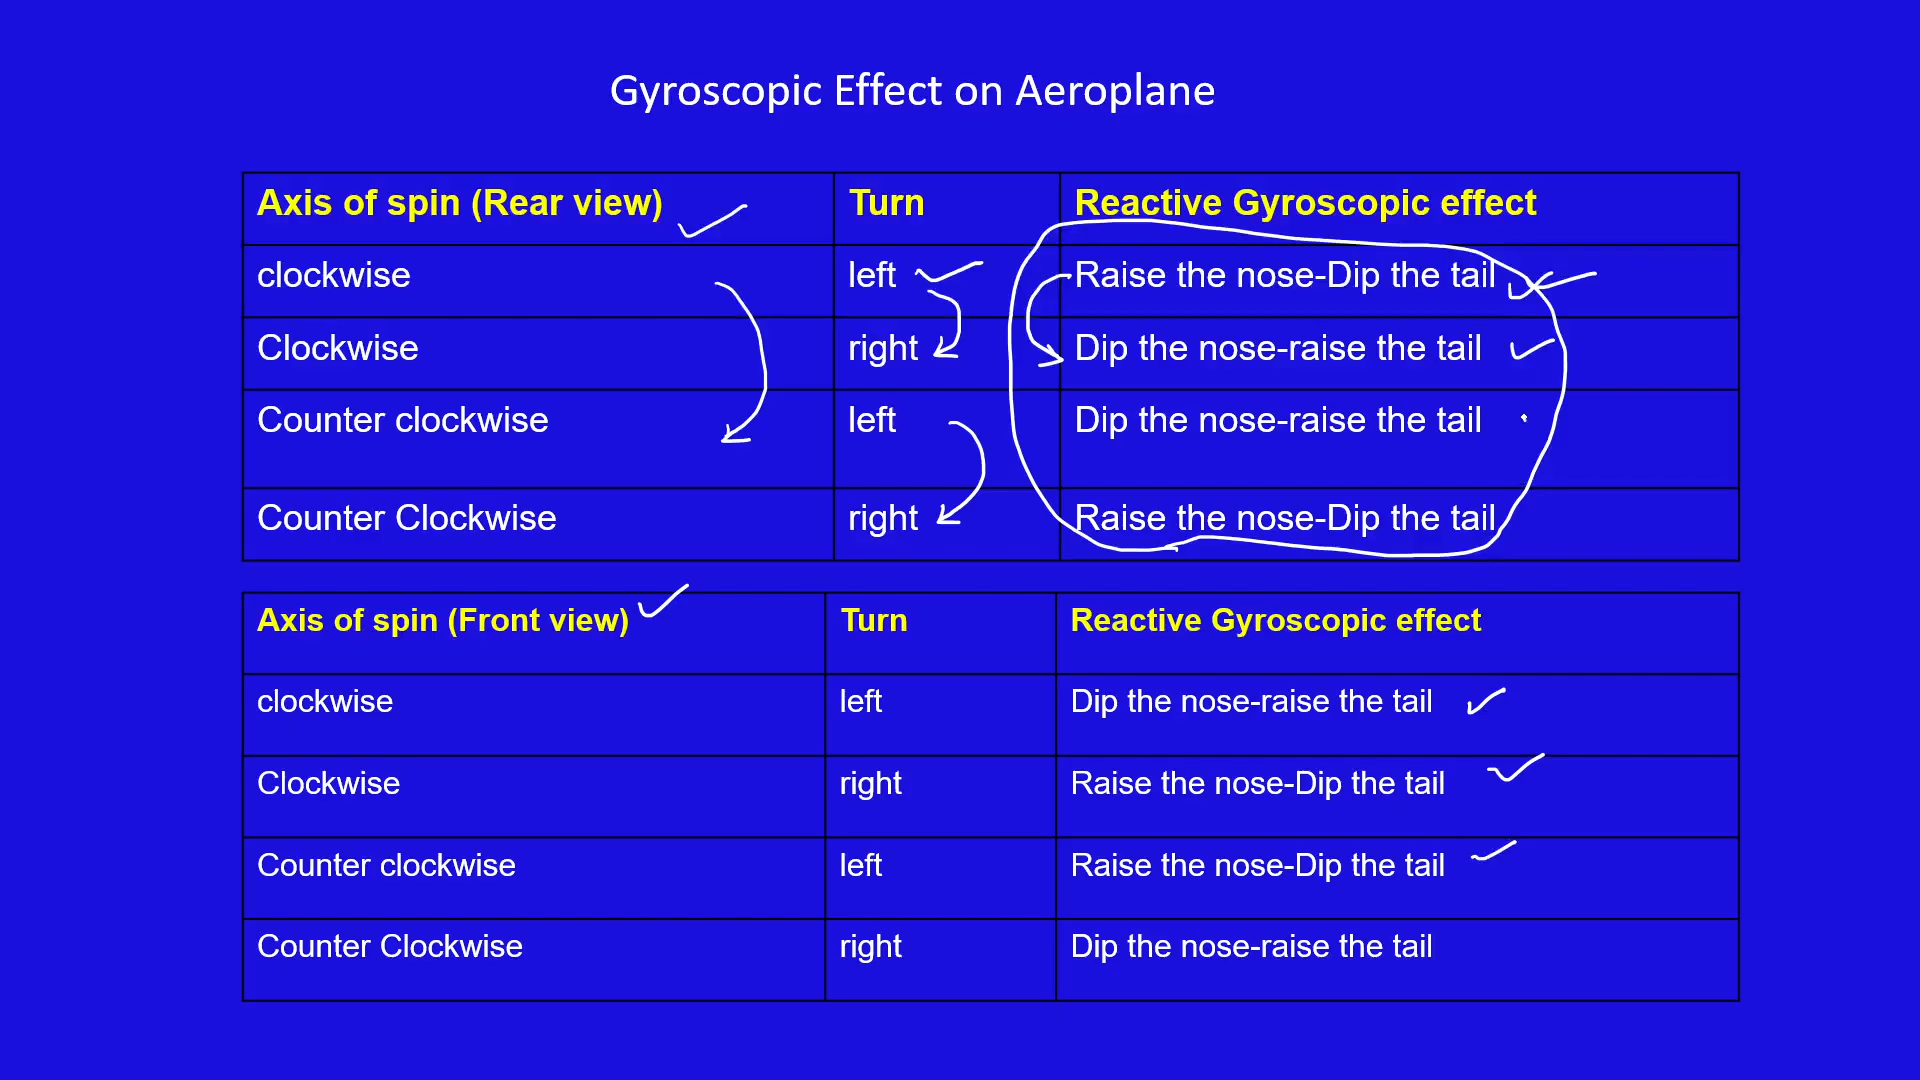 Gyroscopic Effect on Aeroplane
Axis of spin (Rear view) Turn Reactive Gyroscopic effect
clockwise left Raise the nose-Dip the tail
Clockwise right Dip the nose-raise the tail
Counter clockwise left Dip the nose-raise the tail
Counter Clockwise right Raise the nose-Dip the tail
Axis of spin (Front view) Turn Reactive Gyroscopic effect
clockwise left Dip the nose-raise the tail
Clockwise right Raise the nose-Dip the tail
Counter clockwise left Raise the nose-Dip the tail
Counter Clockwise right Dip the nose-raise the tail